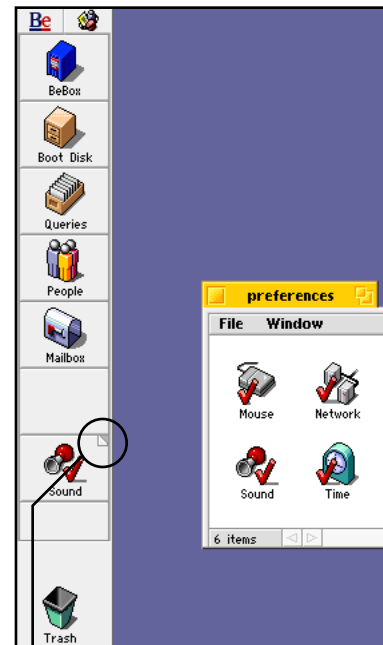 Be
BeBox
Boot Disk
Queries
People
Mailbox
Sound
Trash
preferences
File Window
Mouse Network
Sound Time
6 items